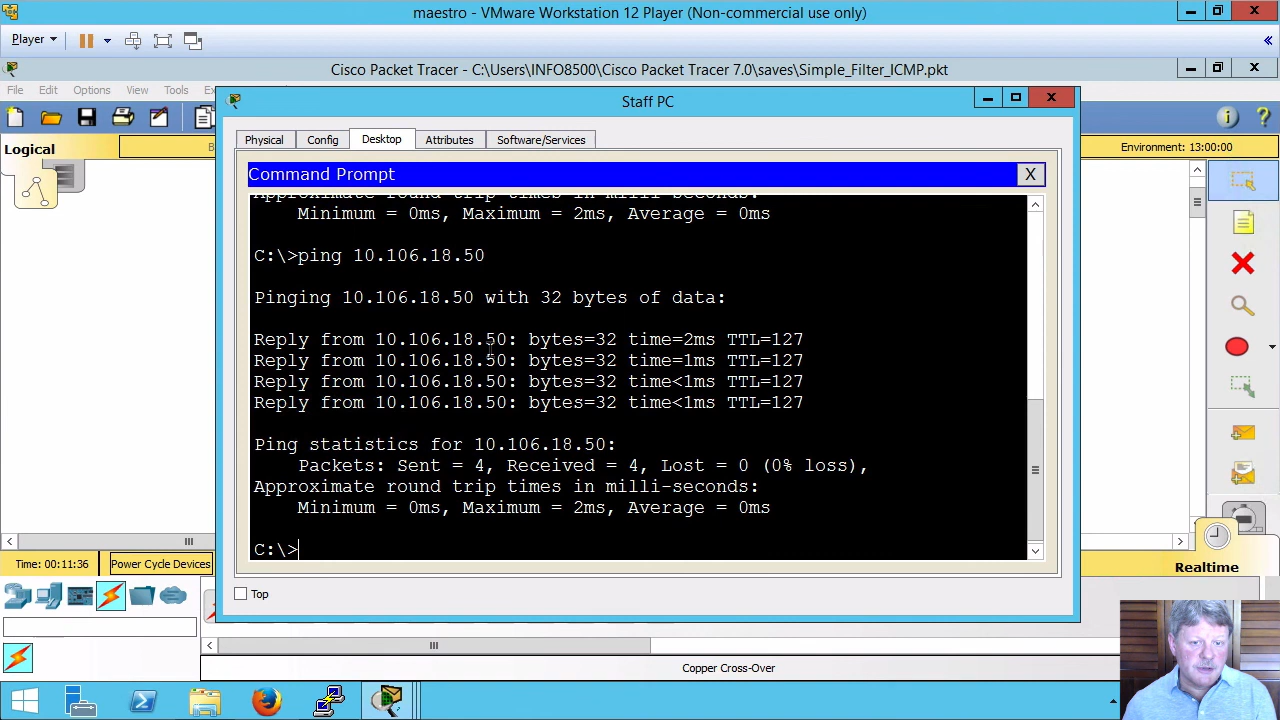 maestro - VMware Workstation 12 Player (Non-commercial use only)
Player
Cisco Packet Tracer - C:\Users\INFO8500\Cisco Packet Tracer 7.0\saves\Simple_Filter_ICMP.pkt
File Edit Options View Tools
Staff PC
Physical Config Desktop Attributes Software/Services
Logical
Environment: 13:00:00
Command Prompt
X
Approximate round trip times in milli-seconds:
Minimum = 0ms, Maximum = 2ms, Average = 0ms
C:\>ping 10.106.18.50
Pinging 10.106.18.50 with 32 bytes of data:
Reply from 10.106.18.50: bytes=32 time=2ms TTL=127
Reply from 10.106.18.50: bytes=32 time=1ms TTL=127
Reply from 10.106.18.50: bytes=32 time<1ms TTL=127
Reply from 10.106.18.50: bytes=32 time<1ms TTL=127
Ping statistics for 10.106.18.50:
Packets: Sent = 4, Received = 4, Lost = 0 (0% loss),
Approximate round trip times in milli-seconds:
Minimum = 0ms, Maximum = 2ms, Average = 0ms
C:\>
Time: 00:11:36 Power Cycle Devices
Realtime
Top
Copper Cross-Over